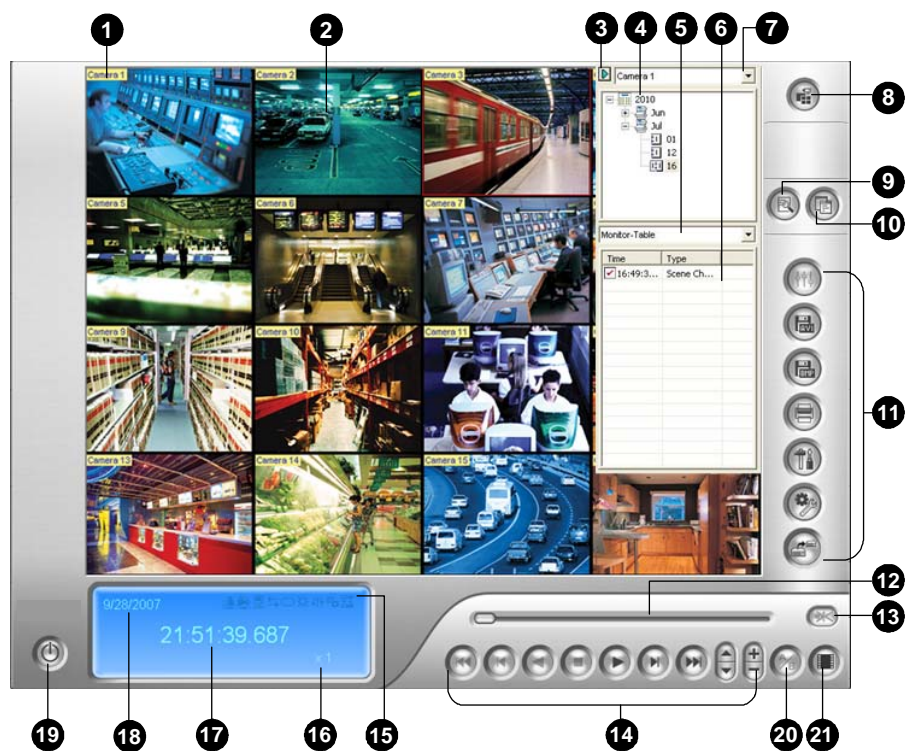 1 2 3 4 5 6 7
Camera 1 Camera 2 Camera 3
Camera 1
8
2010
Jun
Jul
01
12
16
9
10
Camera 5 Camera 6 Camera 7
Monitor-Table
Time Type
16:49:3... Scene Ch...
AVI
BMP
11
Camera 9 Camera 10 Camera 11
Camera 13 Camera 14 Camera 15
12
13
9/28/2007
21:51:39.687
x 1
19 18 17 16 15 14 20 21